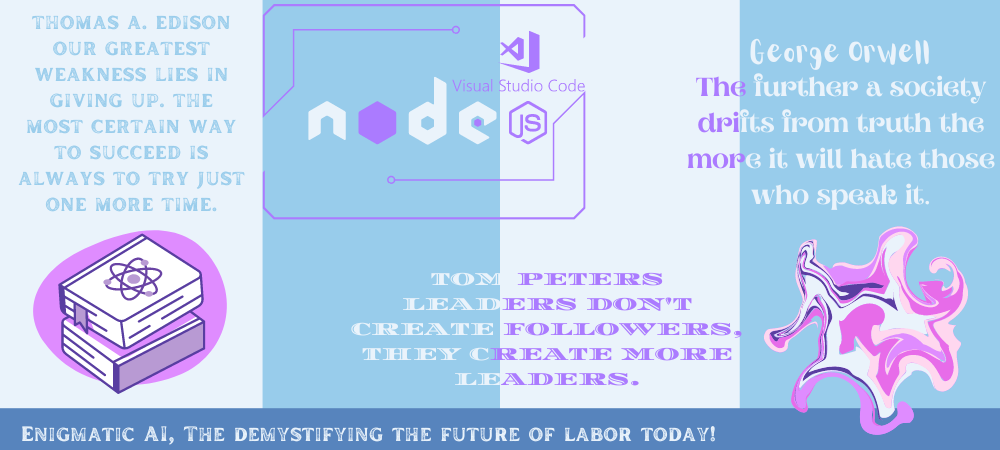 THOMAS A. EDISON
OUR GREATEST
WEAKNESS LIES IN
GIVING UP. THE
MOST CERTAIN WAY
TO SUCCEED IS
ALWAYS TO TRY JUST
ONE MORE TIME.
Visual Studio Code
node
JS
George Orwell
The further a society
drifts from truth the
more it will hate those
who speak it.
TOM PETERS
LEADERS DON'T
CREATE FOLLOWERS,
THEY CREATE MORE
LEADERS.
ENIGMATIC AI, THE DEMYSTIFYING THE FUTURE OF LABOR TODAY!